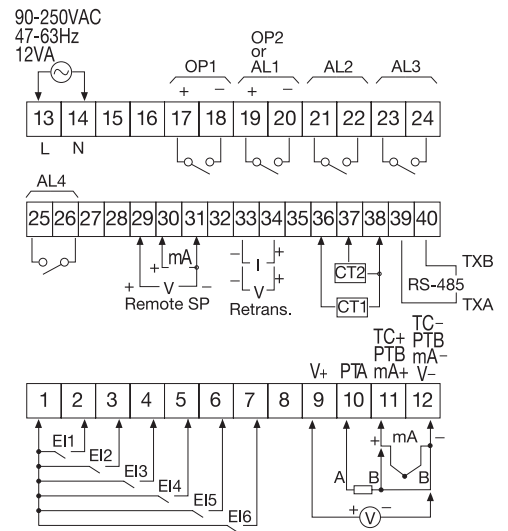 90-250VAC
47-63Hz
12VA
OP1
OP2
or
AL1
AL2
AL3
+ − + −
13 14 15 16 17 18 19 20 21 22 23 24
L N
AL4
25 26 27 28 29 30 31 32 33 34 35 36 37 38 39 40
+ mA
+ V −
Remote SP
− I +
− V +
Retrans.
CT2
CT1
TXB
RS-485
TXA
V+
PTA
TC+
PTB
mA+
TC−
PTB
mA−
V−
1 2 3 4 5 6 7 8 9 10 11 12
EI1
EI2
EI3
EI4
EI5
EI6
+ mA −
A B B
+ V −